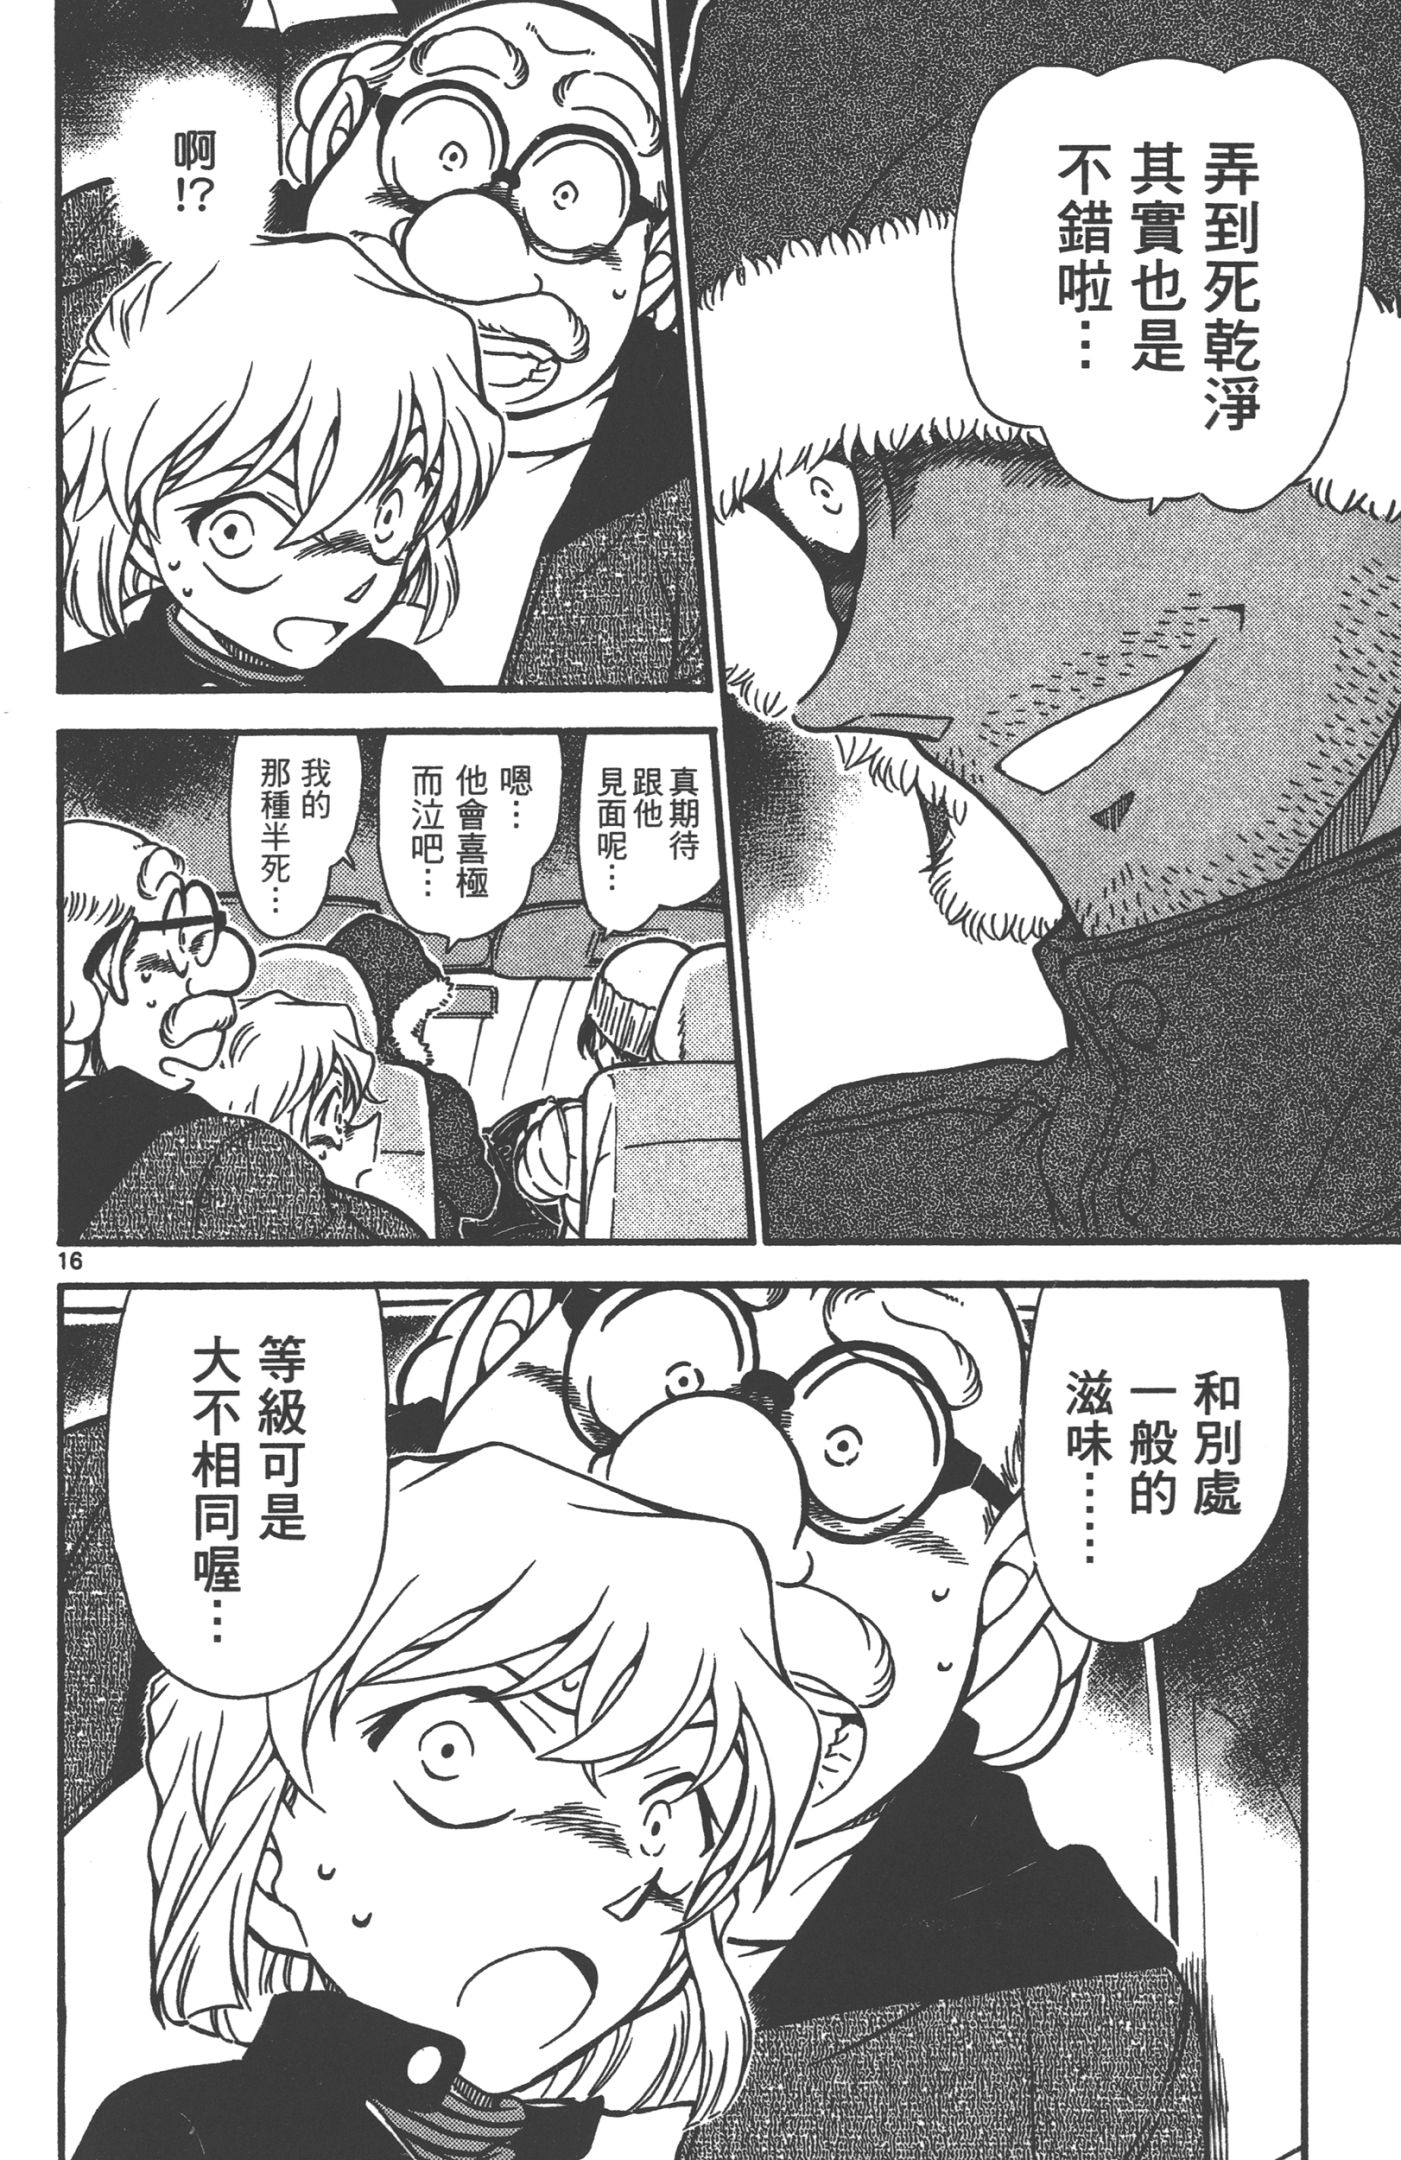 弄到死乾淨
其實也是
不錯啦…
啊!?
真期待
跟他
見面呢…
嗯…
他會喜極
而泣吧…
我的
那種半死…
16
和別處
一般的
滋味……
等級可是
大不相同喔…